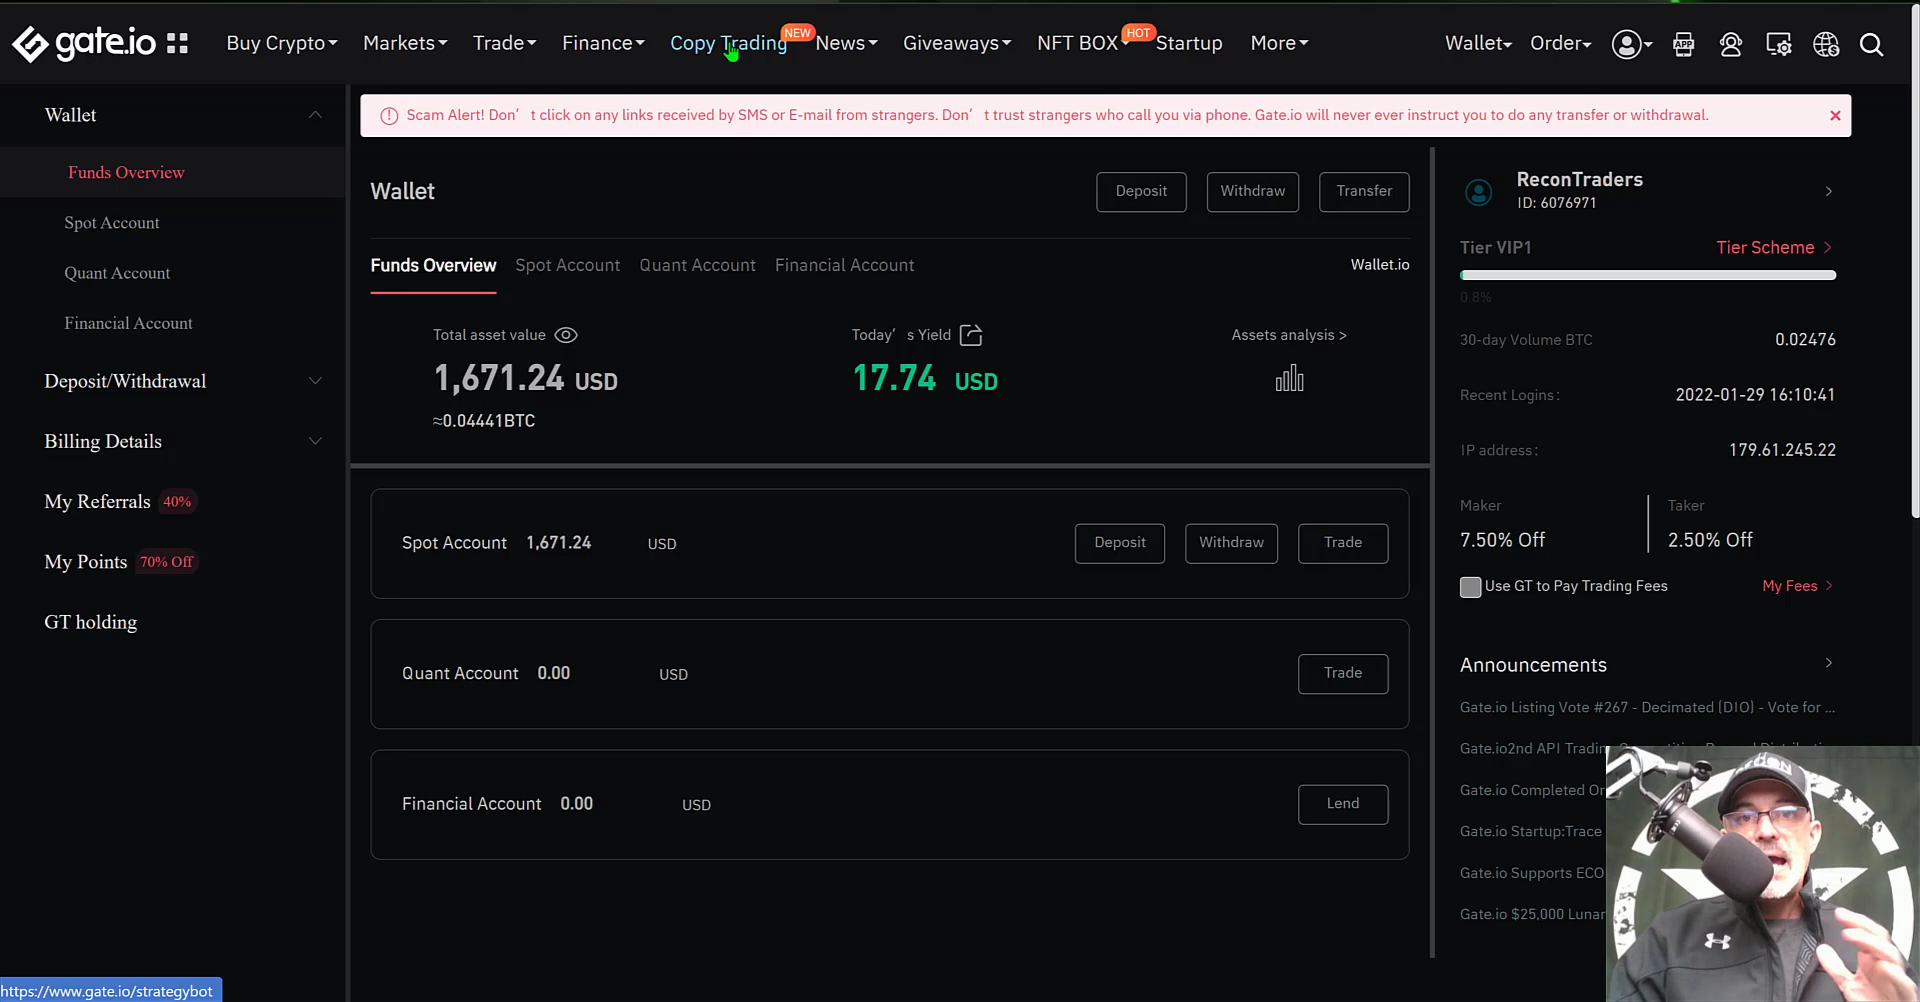 gate.io
Buy Crypto
Markets
Trade
Finance
Copy Trading
NEW
News
Giveaways
NFT BOX
HOT
Startup
More
Wallet
Order
APP
Wallet
Funds Overview
Spot Account
Quant Account
Financial Account
Deposit/Withdrawal
Billing Details
My Referrals 40%
My Points 70% Off
GT holding
Scam Alert! Don’ t click on any links received by SMS or E-mail from strangers. Don’ t trust strangers who call you via phone. Gate.io will never ever instruct you to do any transfer or withdrawal.
Wallet
Deposit
Withdraw
Transfer
Funds Overview
Spot Account
Quant Account
Financial Account
Wallet.io
Total asset value
1,671.24 USD
≈0.04441BTC
Today’ s Yield
17.74 USD
Assets analysis >
Spot Account 1,671.24 USD
Deposit
Withdraw
Trade
Quant Account 0.00 USD
Trade
Financial Account 0.00 USD
Lend
ReconTraders
ID: 6076971
Tier VIP1
Tier Scheme
0.8%
30-day Volume BTC 0.02476
Recent Logins: 2022-01-29 16:10:41
IP address: 179.61.245.22
Maker
7.50% Off
Taker
2.50% Off
Use GT to Pay Trading Fees
My Fees
Announcements
Gate.io Listing Vote #267 - Decimated (DIO) - Vote for ...
Gate.io2nd API Trading
Gate.io Completed
Gate.io Startup:Trace
Gate.io Supports
Gate.io $25,000
https://www.gate.io/strategybot